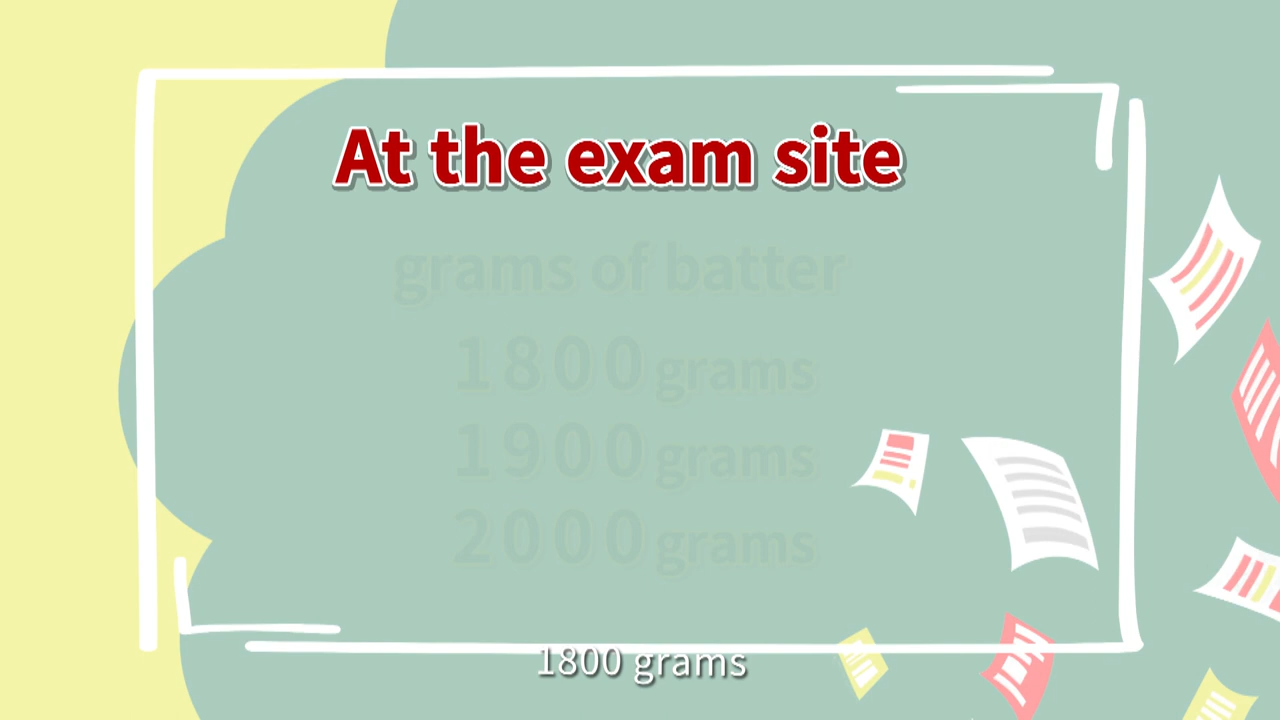 At the exam site
grams of batter
1800 grams
1900 grams
2000 grams
1800 grams